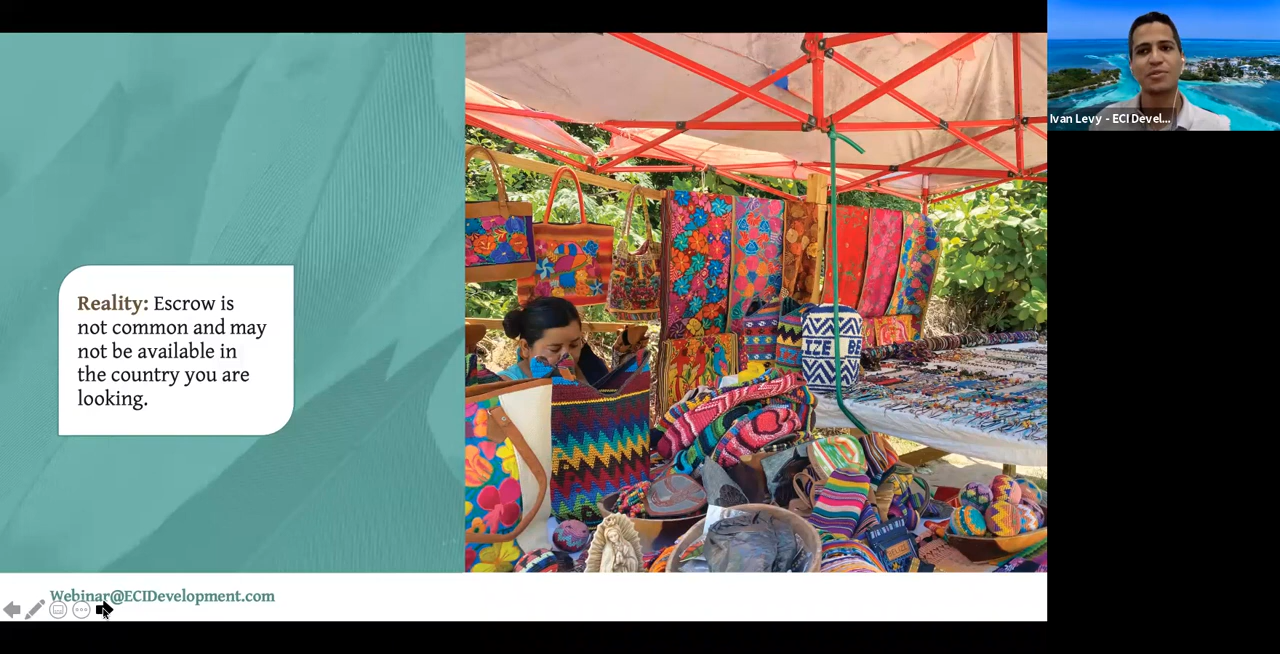 Reality: Escrow is
not common and may
not be available in
the country you are
looking.
IZE BE
Webinar@ECIDevelopment.com
Ivan Levy - ECI Devel...